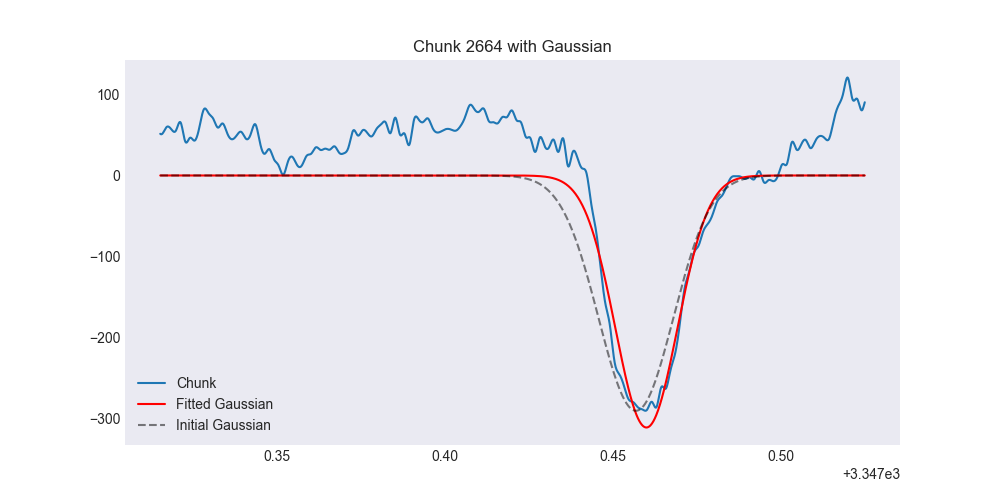 Chunk 2664 with Gaussian
100
0
−100
−200
−300
Chunk
Fitted Gaussian
Initial Gaussian
0.35 0.40 0.45 0.50
+3.347e3